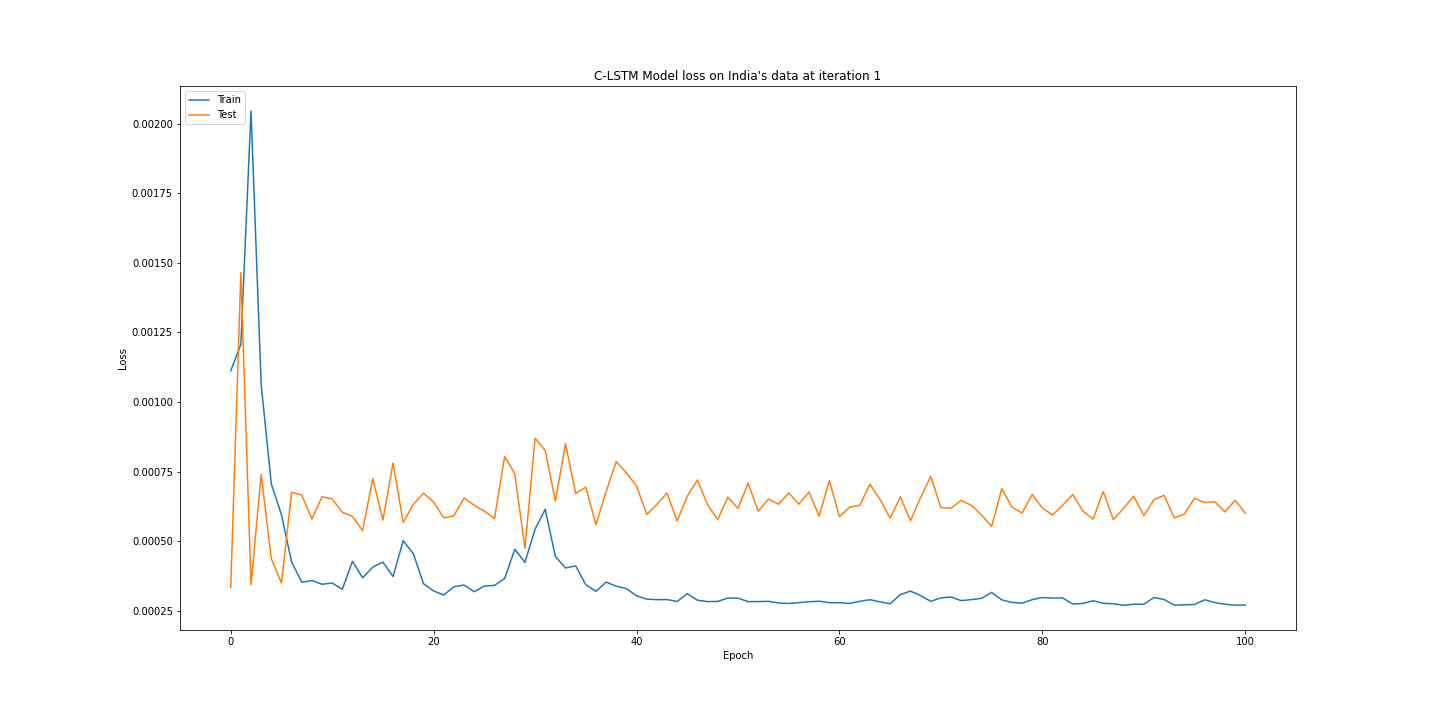 C-LSTM Model loss on India's data at iteration 1
Train
Test
0.00200
0.00175
0.00150
0.00125
0.00100
0.00075
0.00050
0.00025
Loss
0 20 40 60 80 100
Epoch